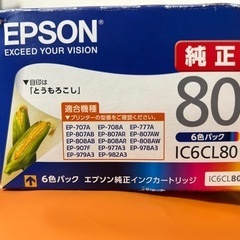 EPSON
EXCEED YOUR VISION
純正
目印は
「とうもろこし」
80
適合機種
▼プリンターの型番をご確認ください。
EP-707A EP-708A EP-777A
EP-807AB EP-807AR EP-807AW
EP-808AB EP-808AR EP-808AW
EP-907F EP-977A3 EP-978A3
EP-979A3 EP-982A3
6色パック
IC6CL80
6色パック エプソン純正インクカートリッジ
IC6CL80